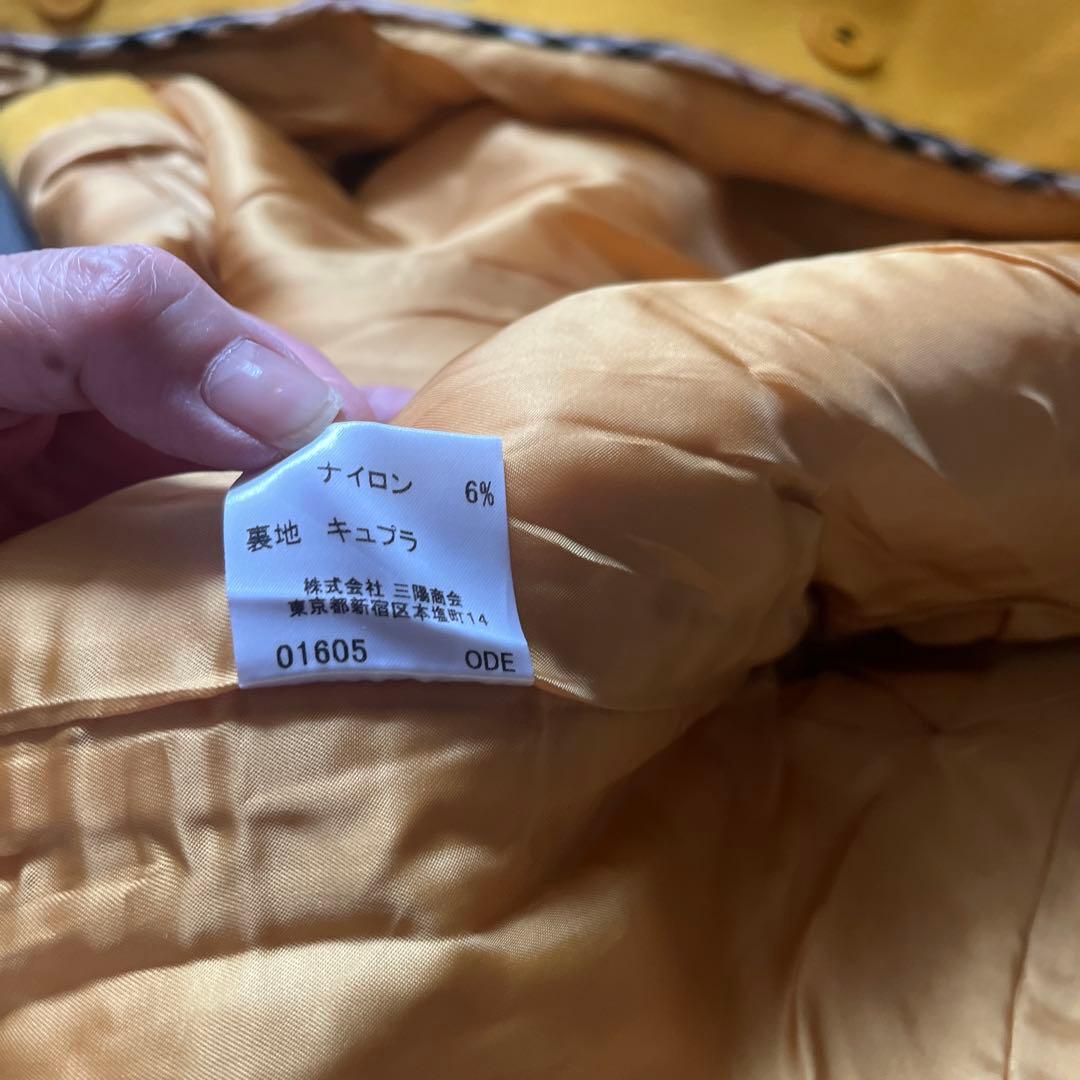 ナイロン 6%
裏地 キュプラ
株式会社 三陽商会
東京都新宿区本塩町14
01605 ODE